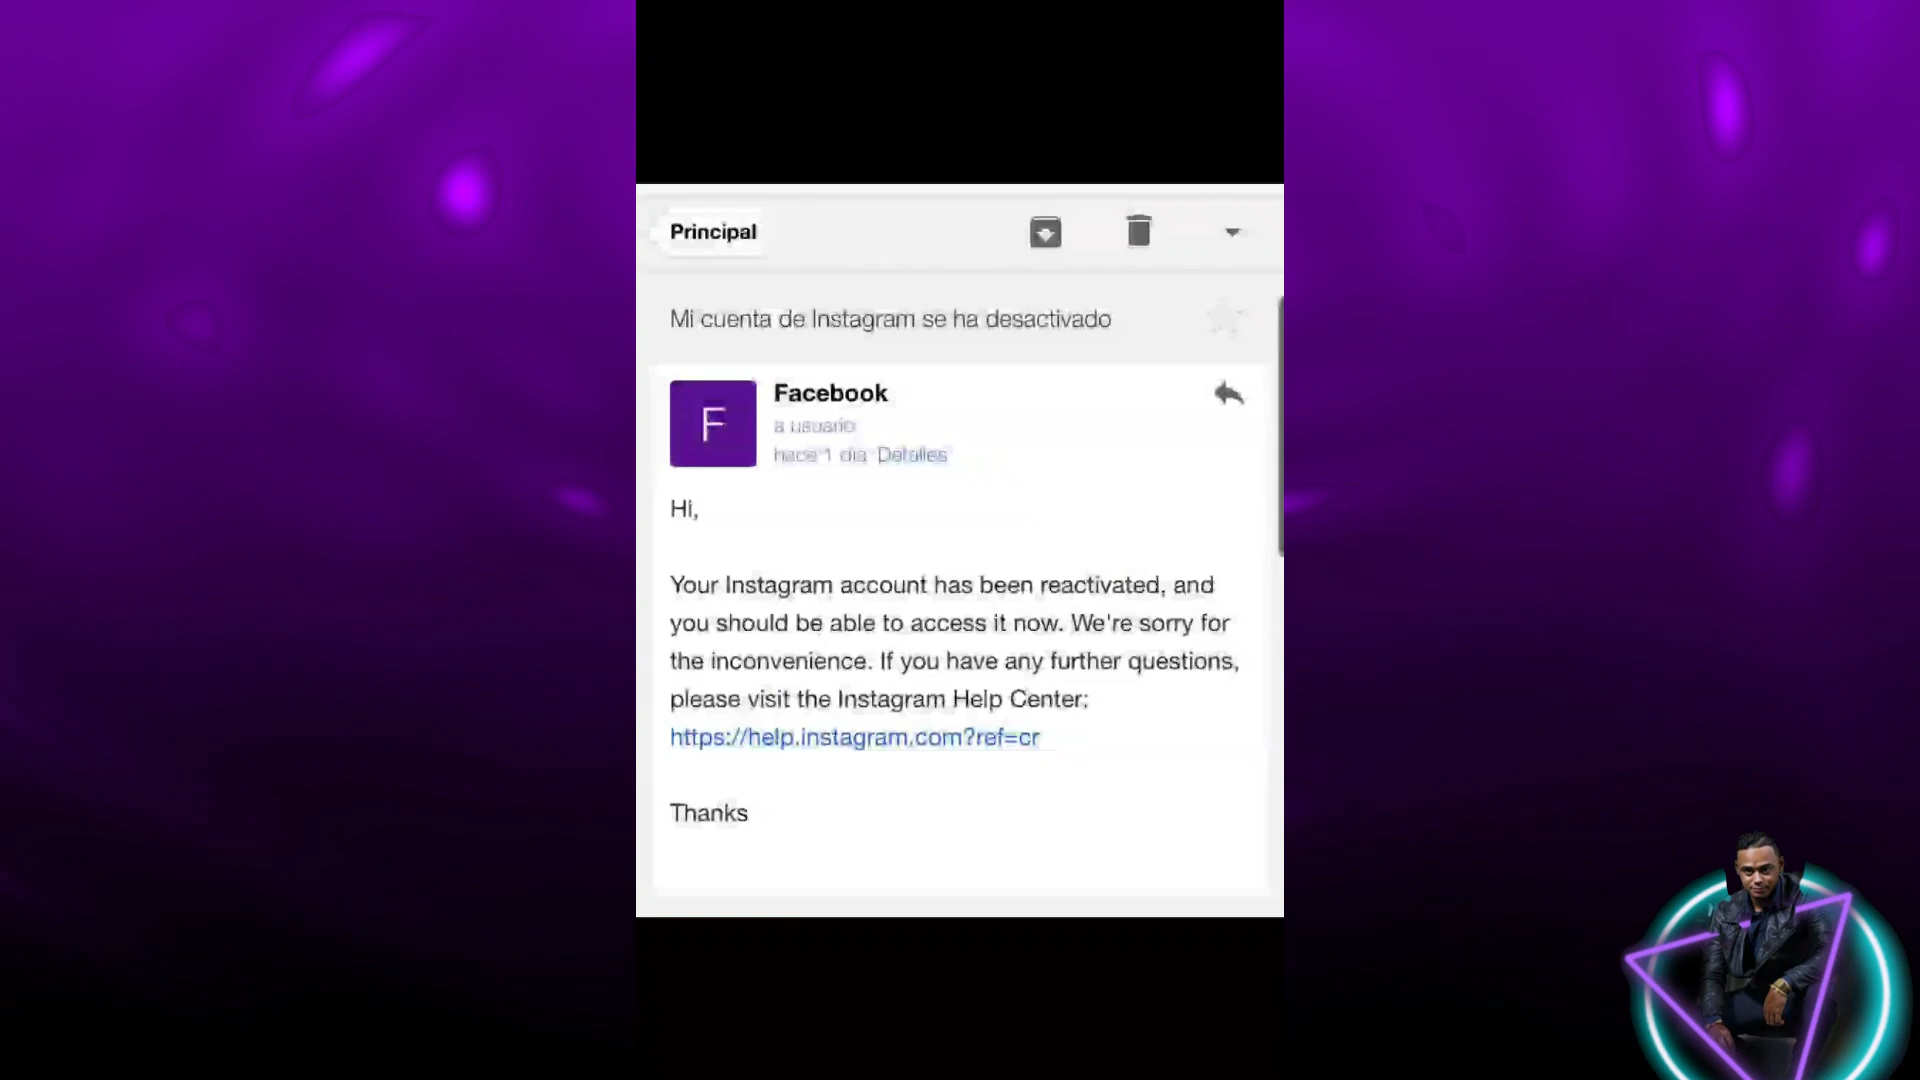 Principal
Mi cuenta de Instagram se ha desactivado
F
Facebook
a usuario
hace 1 día Detalles
Hi,
Your Instagram account has been reactivated, and
you should be able to access it now. We're sorry for
the inconvenience. If you have any further questions,
please visit the Instagram Help Center:
https://help.instagram.com?ref=cr
Thanks